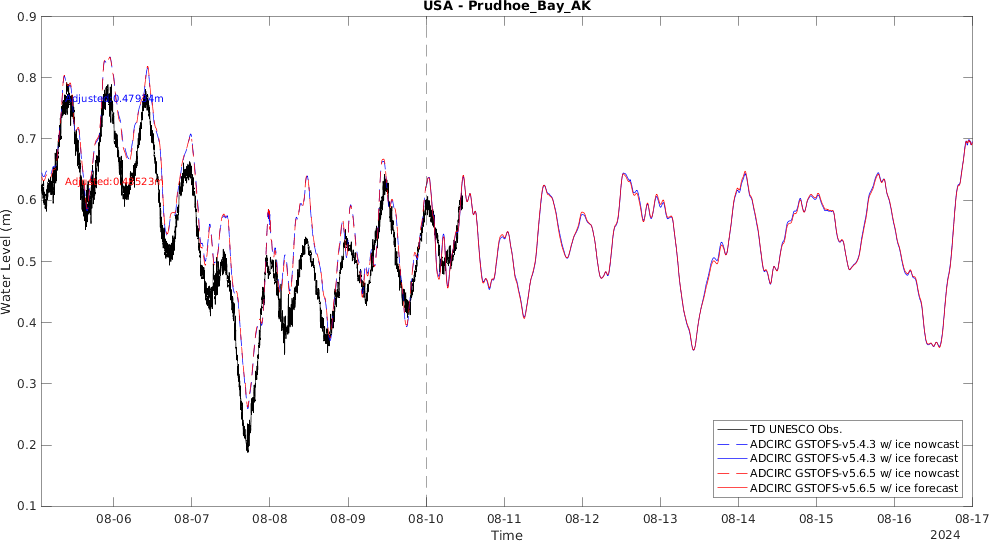 USA - Prudhoe_Bay_AK
0.9
0.8
0.7
0.6
0.5
0.4
0.3
0.2
0.1
Water Level (m)
m
Adjusted:
m
TD UNESCO Obs.
ADCIRC GSTOFS-v5.4.3 w/ ice nowcast
ADCIRC GSTOFS-v5.4.3 w/ ice forecast
ADCIRC GSTOFS-v5.6.5 w/ ice nowcast
ADCIRC GSTOFS-v5.6.5 w/ ice forecast
08-06 08-07 08-08 08-09 08-10 08-11 08-12 08-13 08-14 08-15 08-16 08-17
Time
2024